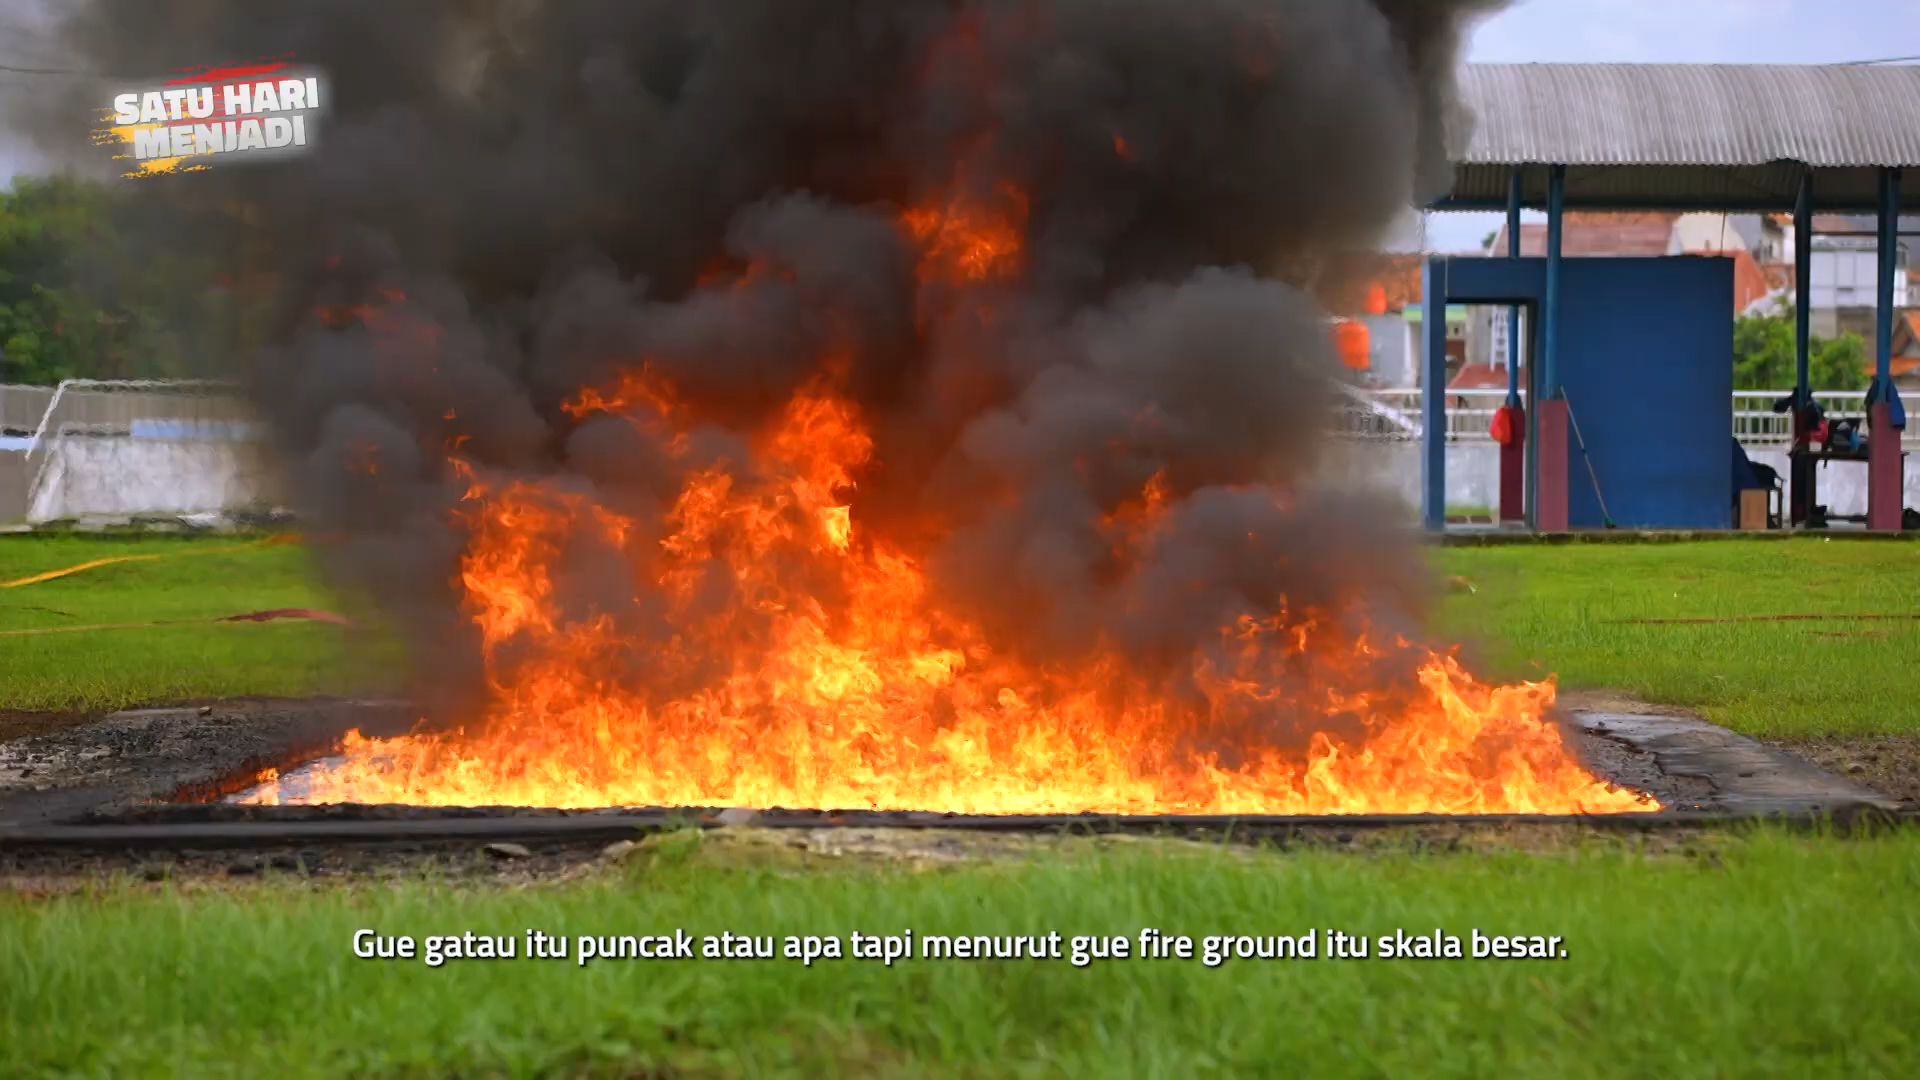 SATU HARI
MENJADI
Gue gatau itu puncak atau apa tapi menurut gue fire ground itu skala besar.